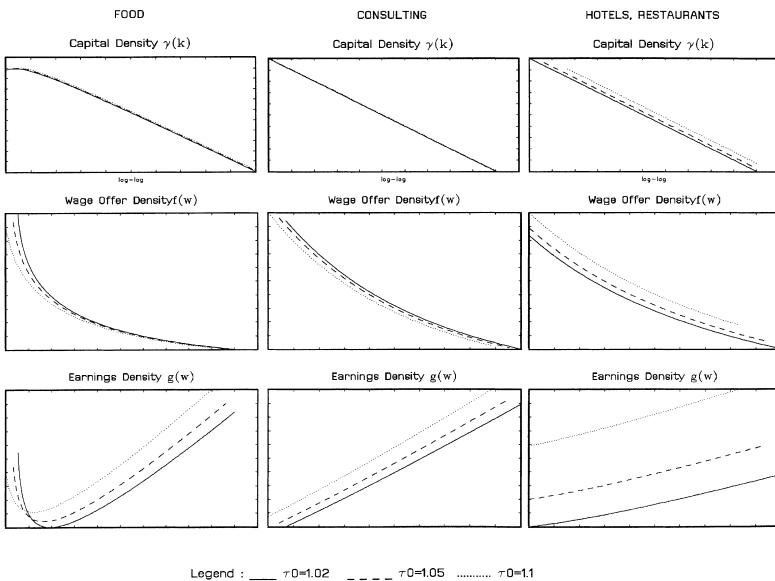 FOOD CONSULTING HOTELS, RESTAURANTS
Capital Density γ(k) Capital Density γ(k) Capital Density γ(k)
log-log log-log log-log
Wage Offer Densityf(w) Wage Offer Densityf(w) Wage Offer Densityf(w)
Earnings Density g(w) Earnings Density g(w) Earnings Density g(w)
Legend : τ0=1.02 τ0=1.05 τ0=1.1